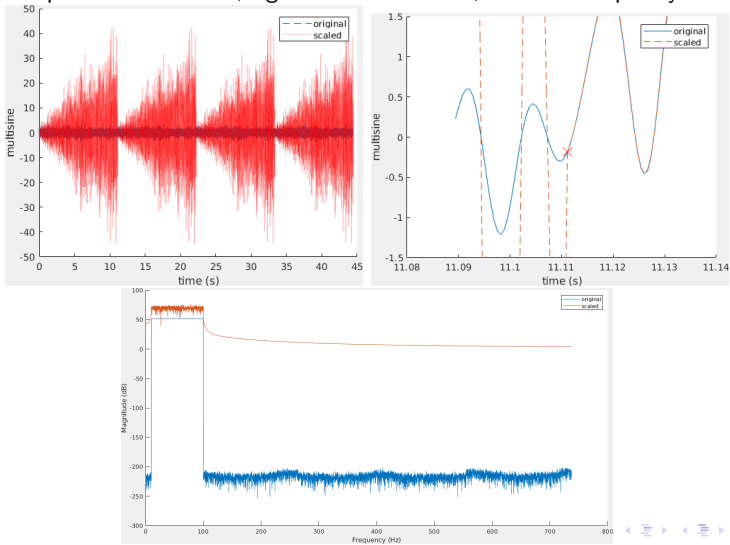 50
40
30
20
10
0
-10
-20
-30
-40
-50
multisine
original
scaled
0 5 10 15 20 25 30 35 40 45
time (s)
1.5
1
0.5
0
-0.5
-1
-1.5
multisine
original
scaled
11.08 11.09 11.1 11.11 11.12 11.13 11.14
time (s)
100
50
0
-50
-100
-150
-200
-250
-300
Magnitude (dB)
original
scaled
0 100 200 300 400 500 600 700 800
Frequency (Hz)